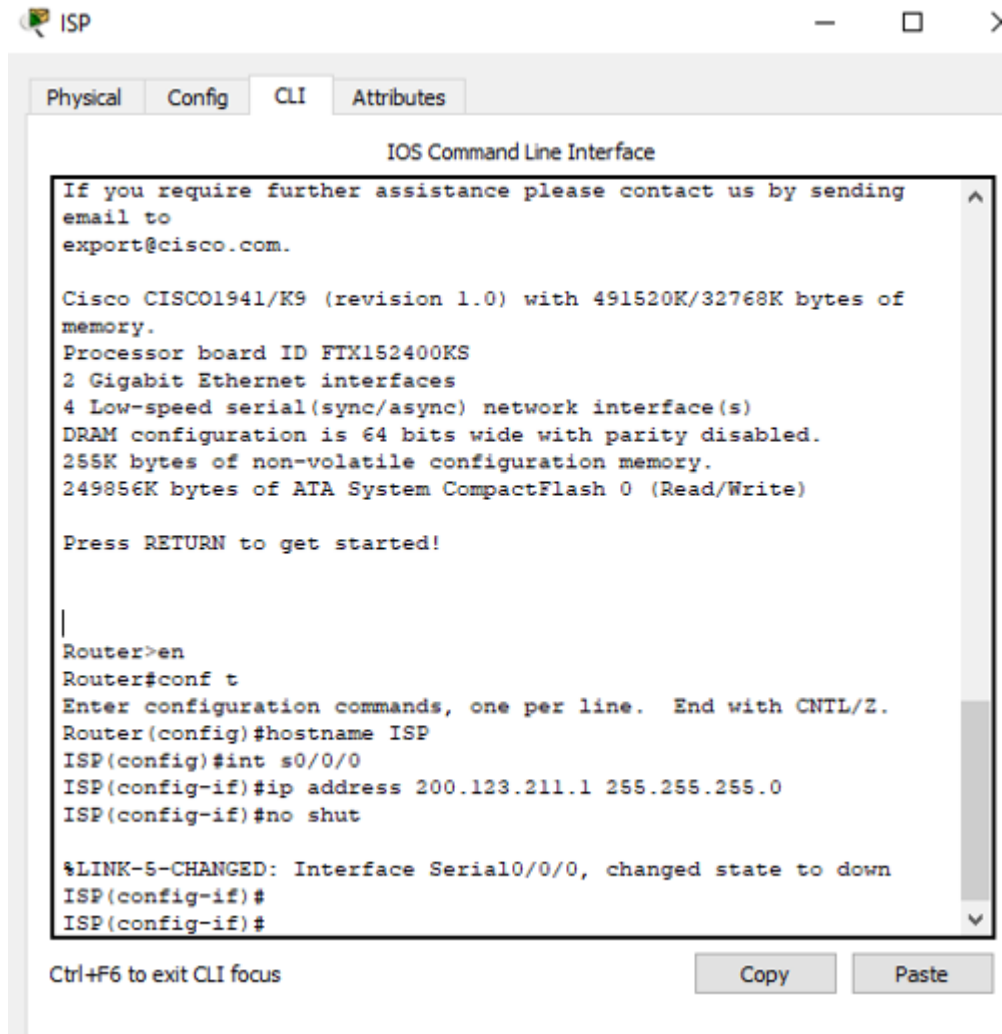 ISP
Physical Config CLI Attributes
IOS Command Line Interface
If you require further assistance please contact us by sending
email to
export@cisco.com.
Cisco CISCO1941/K9 (revision 1.0) with 491520K/32768K bytes of
memory.
Processor board ID FTX152400KS
2 Gigabit Ethernet interfaces
4 Low-speed serial(sync/async) network interface(s)
DRAM configuration is 64 bits wide with parity disabled.
255K bytes of non-volatile configuration memory.
249856K bytes of ATA System CompactFlash 0 (Read/Write)
Press RETURN to get started!
Router>en
Router#conf t
Enter configuration commands, one per line.  End with CNTL/Z.
Router(config)#hostname ISP
ISP(config)#int s0/0/0
ISP(config-if)#ip address 200.123.211.1 255.255.255.0
ISP(config-if)#no shut
%LINK-5-CHANGED: Interface Serial0/0/0, changed state to down
ISP(config-if)#
ISP(config-if)#
Ctrl+F6 to exit CLI focus Copy Paste